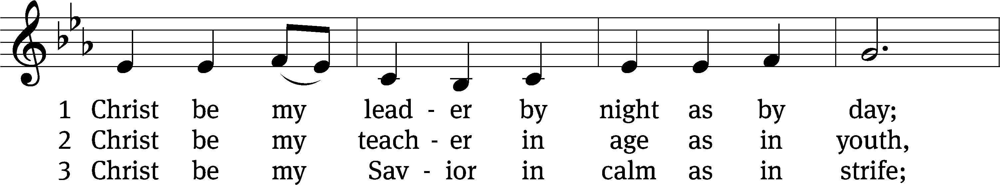 1 Christ be my lead - er by night as by day;
2 Christ be my teach - er in age as in youth,
3 Christ be my Sav - ior in calm as in strife;